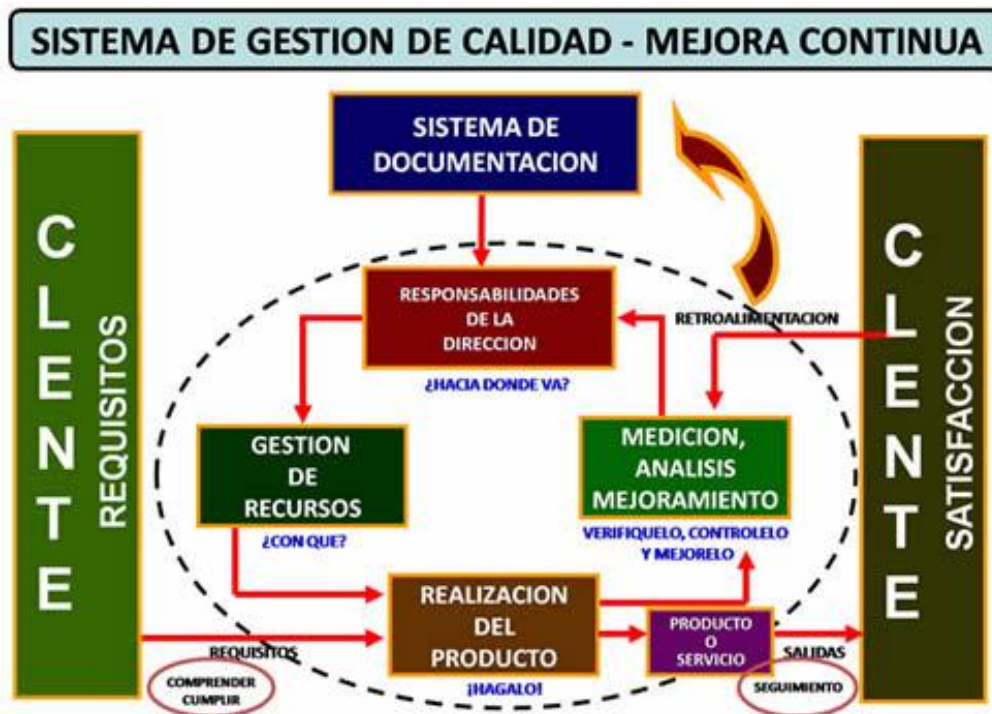 SISTEMA DE GESTION DE CALIDAD - MEJORA CONTINUA
SISTEMA DE
DOCUMENTACION
CLENTE
REQUISITOS
RESPONSABILIDADES
DE LA
DIRECCION
¿HACIA DONDE VA?
RETROALIMENTACION
GESTION
DE
RECURSOS
¿CON QUE?
MEDICION,
ANALISIS
MEJORAMIENTO
VERIFIQUELO, CONTROLELO
Y MEJORELO
REALIZACION
DEL
PRODUCTO
¡HAGALO!
PRODUCTO
O
SERVICIO
REQUISITOS
COMPRENDER
CUMPLIR
SALIDAS
SEGUIMIENTO
CLENTE
SATISFACCION